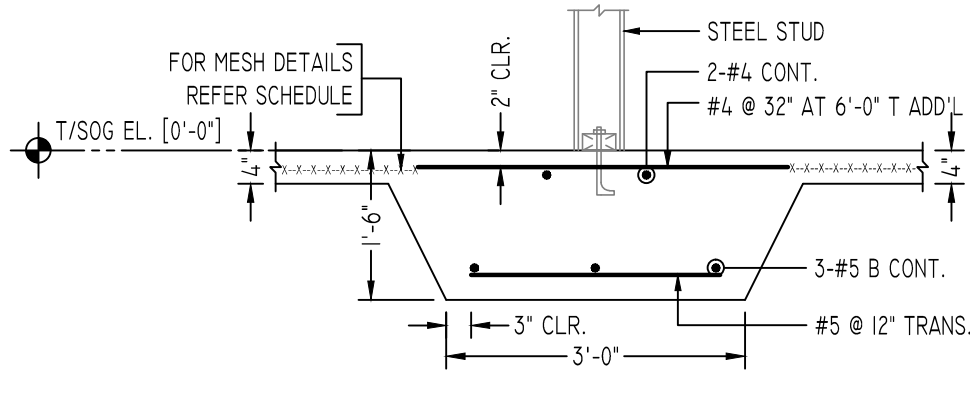 STEEL STUD
FOR MESH DETAILS
REFER SCHEDULE
2" CLR.
2-#4 CONT.
#4 @ 32" AT 6'-0" T ADD'L
T/SOG EL. [0'-0"]
4"
4"
1'-6"
3-#5 B CONT.
3" CLR.
#5 @ 12" TRANS.
3'-0"